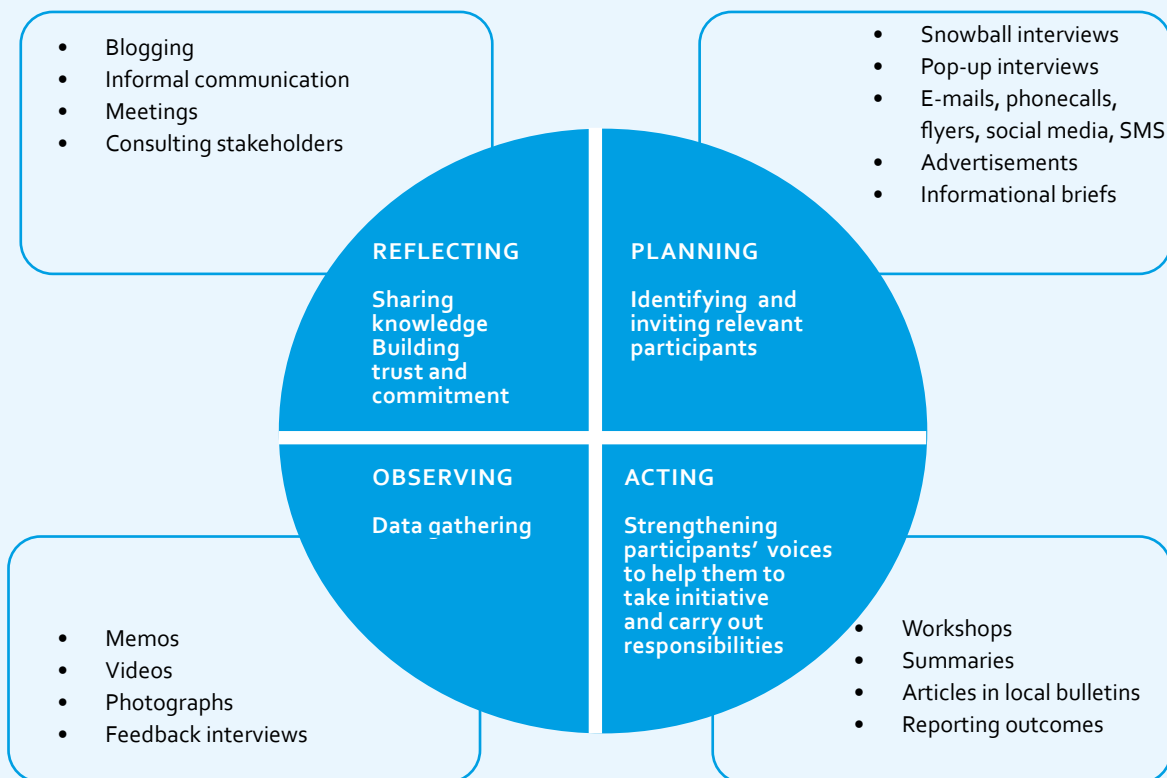 • Blogging
• Informal communication
• Meetings
• Consulting stakeholders
• Snowball interviews
• Pop-up interviews
• E-mails, phonecalls,
flyers, social media, SMS
• Advertisements
• Informational briefs
REFLECTING
Sharing
knowledge
Building
trust and
commitment
PLANNING
Identifying and
inviting relevant
participants
OBSERVING
Data gathering
ACTING
Strengthening
participants’ voices
to help them to
take initiative
and carry out
responsibilities
• Memos
• Videos
• Photographs
• Feedback interviews
• Workshops
• Summaries
• Articles in local bulletins
• Reporting outcomes